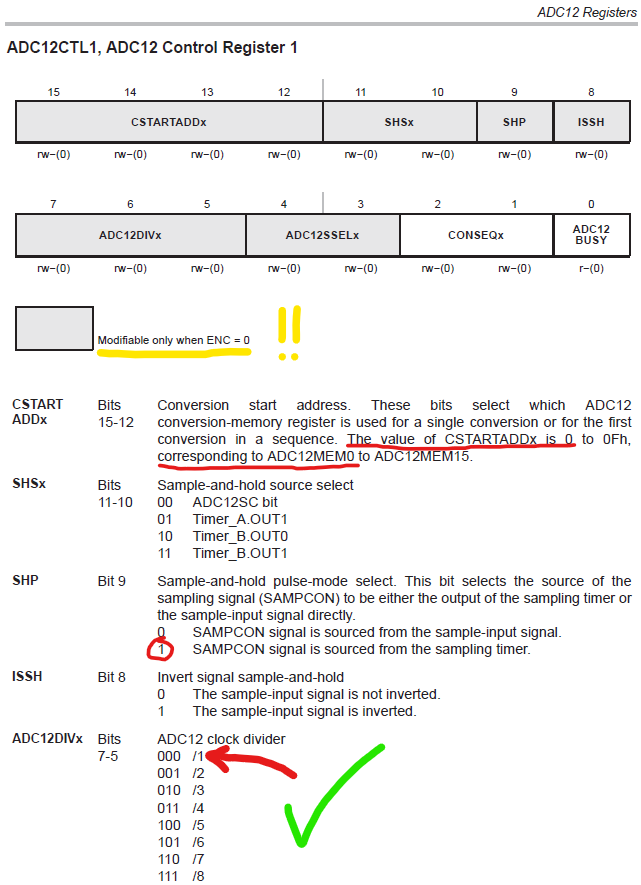 ADC12 Registers
ADC12CTL1, ADC12 Control Register 1
15 14 13 12 11 10 9 8
CSTARTADDx SHSx SHP ISSH
rw−(0) rw−(0) rw−(0) rw−(0) rw−(0) rw−(0) rw−(0) rw−(0)
7 6 5 4 3 2 1 0
ADC12DIVx ADC12SSELx CONSEQx ADC12
BUSY
rw−(0) rw−(0) rw−(0) rw−(0) rw−(0) rw−(0) rw−(0) r−(0)
Modifiable only when ENC = 0 !!
CSTART Bits Conversion start address. These bits select which ADC12
ADDx 15-12 conversion-memory register is used for a single conversion or for the first
conversion in a sequence. The value of CSTARTADDx is 0 to 0Fh,
corresponding to ADC12MEM0 to ADC12MEM15.
SHSx Bits Sample-and-hold source select
11-10 00 ADC12SC bit
01 Timer_A.OUT1
10 Timer_B.OUT0
11 Timer_B.OUT1
SHP Bit 9 Sample-and-hold pulse-mode select. This bit selects the source of the
sampling signal (SAMPCON) to be either the output of the sampling timer or
the sample-input signal directly.
0 SAMPCON signal is sourced from the sample-input signal.
1 SAMPCON signal is sourced from the sampling timer.
ISSH Bit 8 Invert signal sample-and-hold
0 The sample-input signal is not inverted.
1 The sample-input signal is inverted.
ADC12DIVx Bits ADC12 clock divider
7-5 000 /1
001 /2
010 /3
011 /4
100 /5
101 /6
110 /7
111 /8